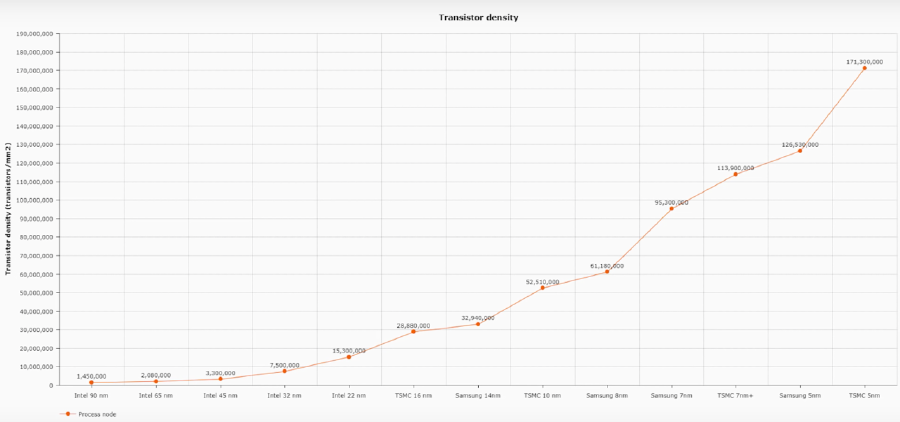 Transistor density
Transistor density (transistors/mm2)
190,000,000
180,000,000
170,000,000
160,000,000
150,000,000
140,000,000
130,000,000
120,000,000
110,000,000
100,000,000
90,000,000
80,000,000
70,000,000
60,000,000
50,000,000
40,000,000
30,000,000
20,000,000
10,000,000
0
1,450,000
2,080,000
3,300,000
7,500,000
15,300,000
28,880,000
32,940,000
52,510,000
61,180,000
95,300,000
113,900,000
126,530,000
171,300,000
Intel 90 nm
Intel 65 nm
Intel 45 nm
Intel 32 nm
Intel 22 nm
TSMC 16 nm
Samsung 14nm
TSMC 10 nm
Samsung 8nm
Samsung 7nm
TSMC 7nm+
Samsung 5nm
TSMC 5nm
Process node